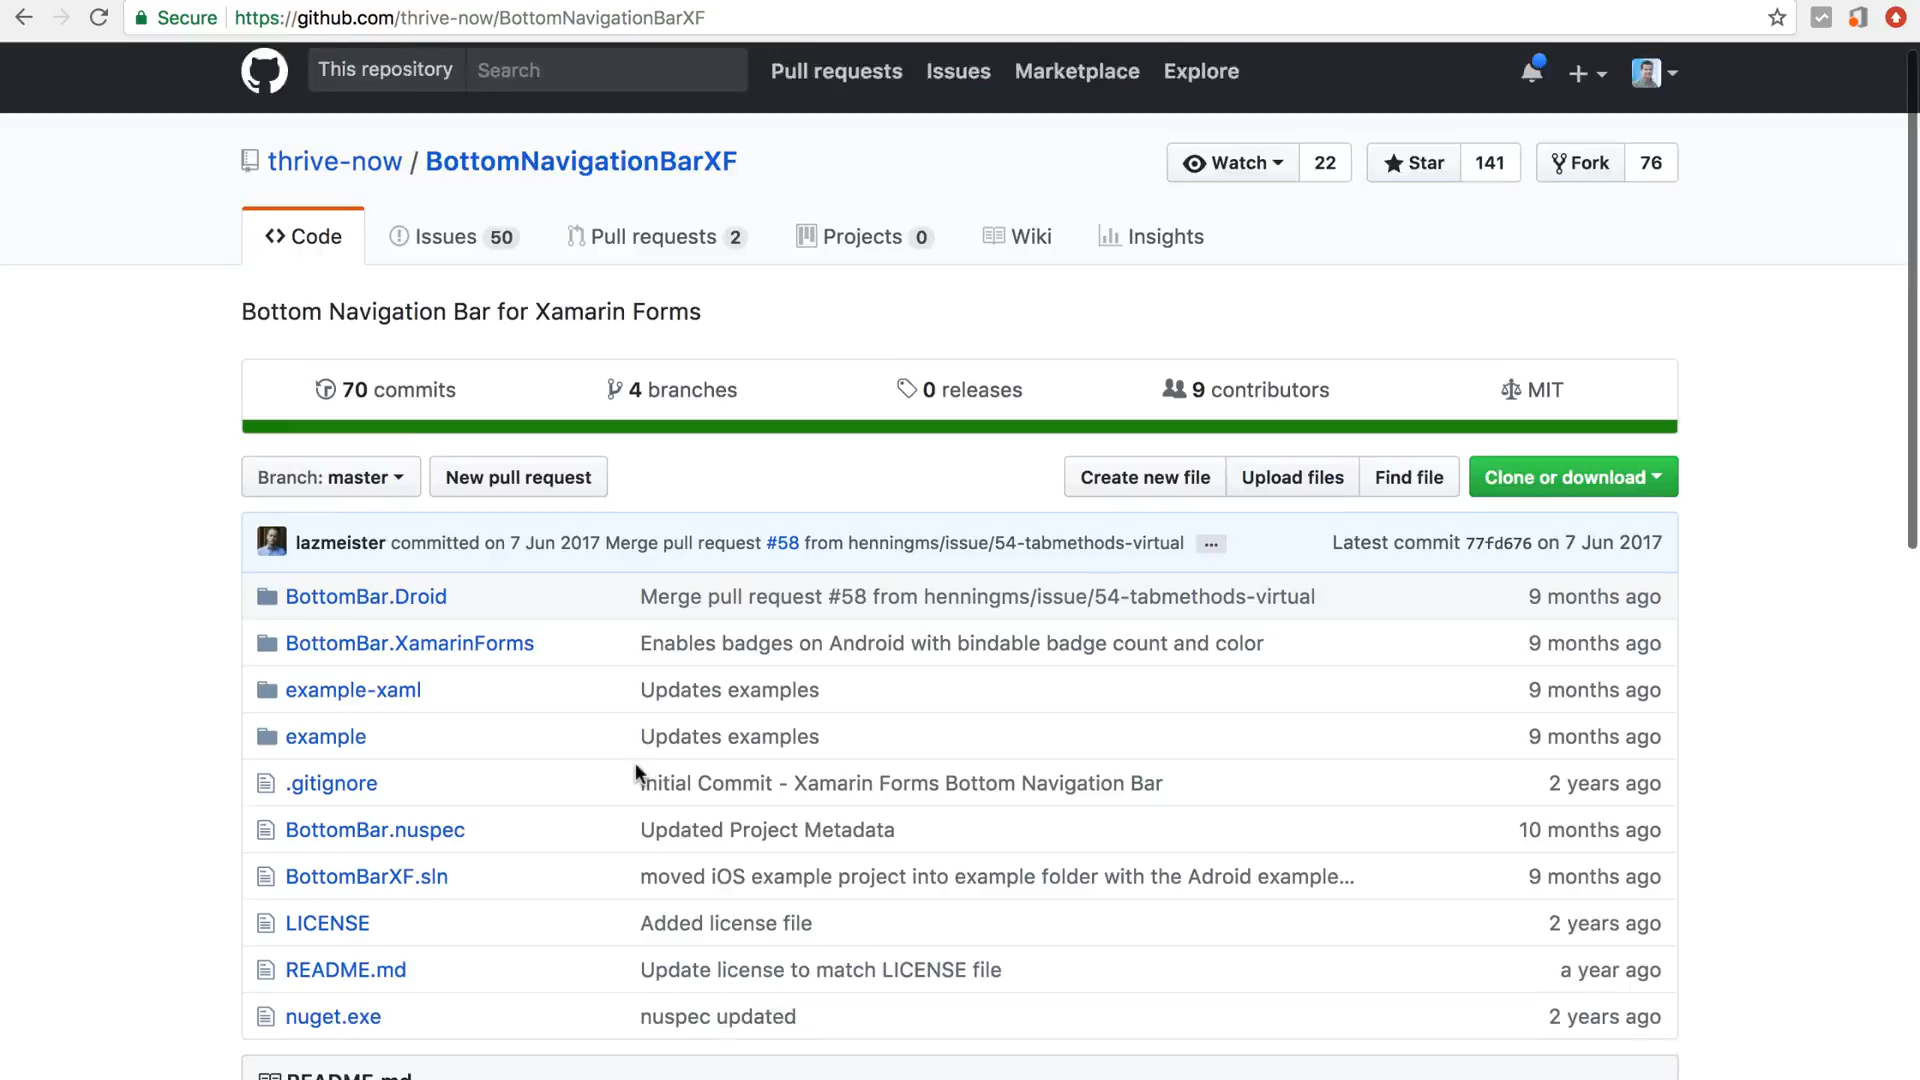 Secure https://github.com/thrive-now/BottomNavigationBarXF
This repository Search Pull requests Issues Marketplace Explore
thrive-now / BottomNavigationBarXF Watch 22 Star 141 Fork 76
Code Issues 50 Pull requests 2 Projects 0 Wiki Insights
Bottom Navigation Bar for Xamarin Forms
70 commits 4 branches 0 releases 9 contributors MIT
Branch: master New pull request Create new file Upload files Find file Clone or download
lazmeister committed on 7 Jun 2017 Merge pull request #58 from henningms/issue/54-tabmethods-virtual ... Latest commit 77fd676 on 7 Jun 2017
BottomBar.Droid Merge pull request #58 from henningms/issue/54-tabmethods-virtual 9 months ago
BottomBar.XamarinForms Enables badges on Android with bindable badge count and color 9 months ago
example-xaml Updates examples 9 months ago
example Updates examples 9 months ago
.gitignore Initial Commit - Xamarin Forms Bottom Navigation Bar 2 years ago
BottomBar.nuspec Updated Project Metadata 10 months ago
BottomBarXF.sln moved iOS example project into example folder with the Adroid example... 9 months ago
LICENSE Added license file 2 years ago
README.md Update license to match LICENSE file a year ago
nuget.exe nuspec updated 2 years ago
README.md